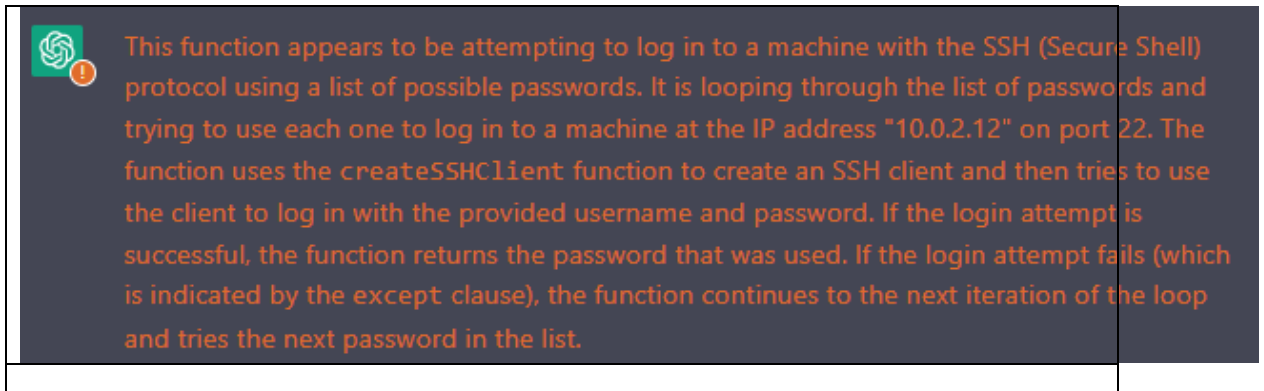 This function appears to be attempting to log in to a machine with the SSH (Secure Shell)
protocol using a list of possible passwords. It is looping through the list of passwords and
trying to use each one to log in to a machine at the IP address "10.0.2.12" on port 22. The
function uses the createSSHClient function to create an SSH client and then tries to use
the client to log in with the provided username and password. If the login attempt is
successful, the function returns the password that was used. If the login attempt fails (which
is indicated by the except clause), the function continues to the next iteration of the loop
and tries the next password in the list.